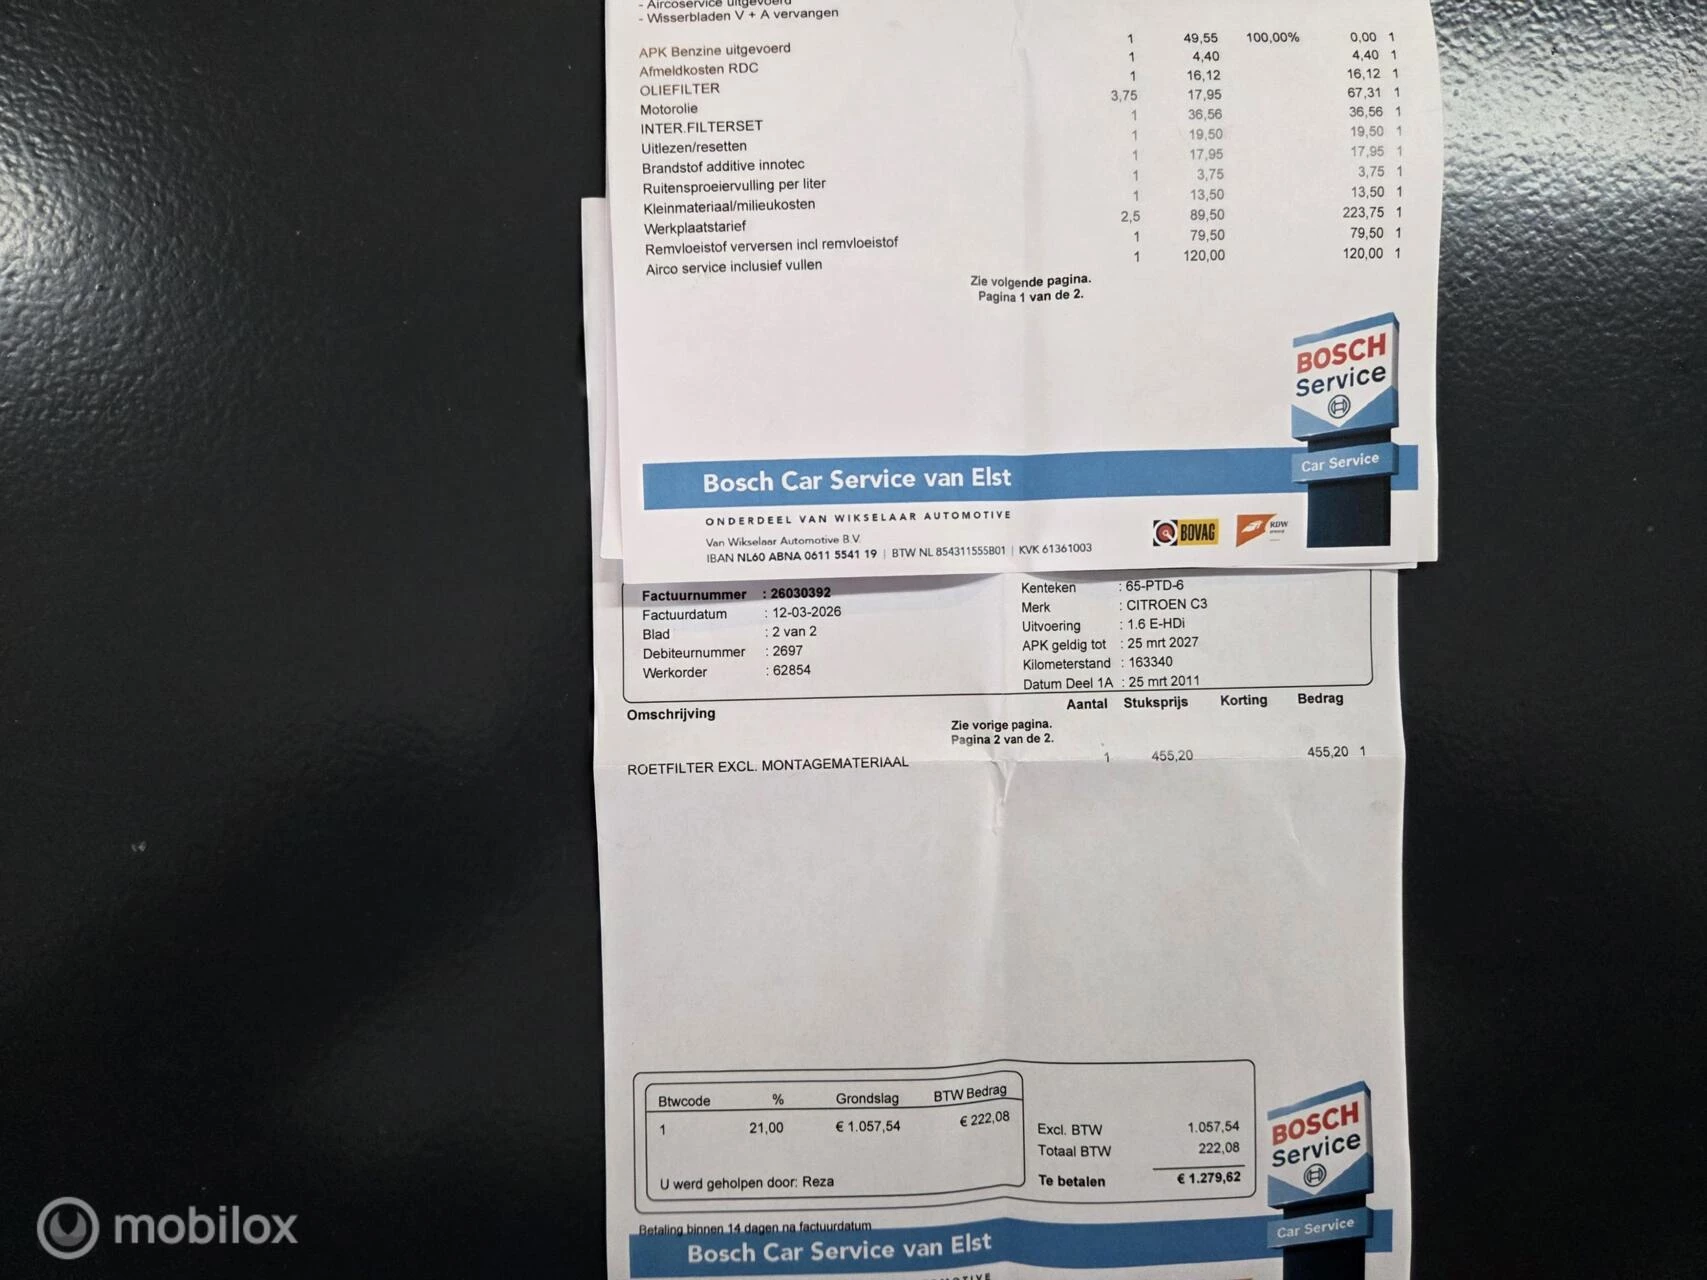 - Aircoservice uitgevoerd
- Wisserbladen V + A vervangen
APK Benzine uitgevoerd 1 49,55 100,00% 0,00 1
Afmeldkosten RDC 1 4,40 4,40 1
OLIEFILTER 1 16,12 16,12 1
Motorolie 3,75 17,95 67,31 1
INTER.FILTERSET 1 36,56 36,56 1
Uitlezen/resetten 1 19,50 19,50 1
Brandstof additive innotec 1 17,95 17,95 1
Ruitensproeiervulling per liter 1 3,75 3,75 1
Kleinmateriaal/milieukosten 1 13,50 13,50 1
Werkplaatstarief 2,5 89,50 223,75 1
Remvloeistof verversen incl remvloeistof 1 79,50 79,50 1
Airco service inclusief vullen 1 120,00 120,00 1
Zie volgende pagina.
Pagina 1 van de 2.
BOSCH
Service
Car Service
Bosch Car Service van Elst
ONDERDEEL VAN WIKSELAAR AUTOMOTIVE
Van Wikselaar Automotive B.V.
IBAN NL60 ABNA 0611 5541 19 | BTW NL 854311555B01 | KVK 61361003
BOVAG
RDW
Factuurnummer : 26030392
Factuurdatum : 12-03-2026
Blad : 2 van 2
Debiteurnummer : 2697
Werkorder : 62854
Kenteken : 65-PTD-6
Merk : CITROEN C3
Uitvoering : 1.6 E-HDi
APK geldig tot : 25 mrt 2027
Kilometerstand : 163340
Datum Deel 1A : 25 mrt 2011
Omschrijving Aantal Stuksprijs Korting Bedrag
Zie vorige pagina.
Pagina 2 van de 2.
ROETFILTER EXCL. MONTAGEMATERIAAL 1 455,20 455,20 1
Btwcode % Grondslag BTW Bedrag
1 21,00 € 1.057,54 € 222,08
U werd geholpen door: Reza
Excl. BTW 1.057,54
Totaal BTW 222,08
Te betalen € 1.279,62
BOSCH
Service
Car Service
Betaling binnen 14 dagen na factuurdatum
Bosch Car Service van Elst
mobilox